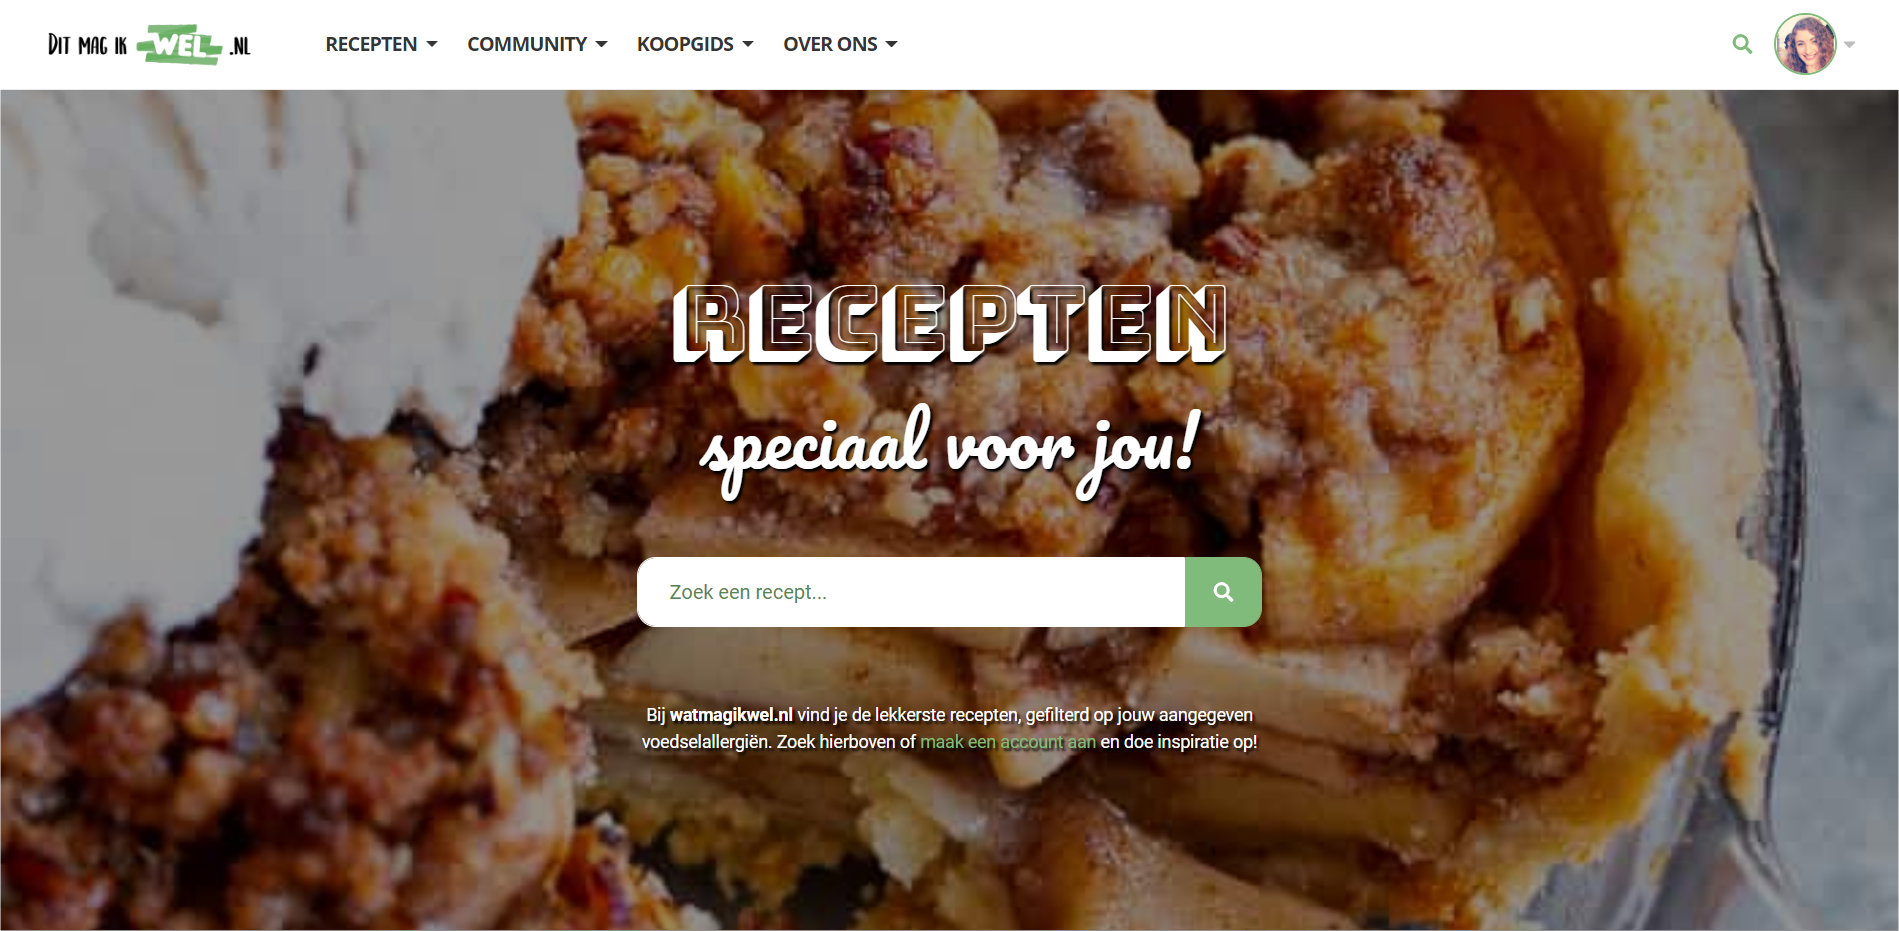 DIT MAG IK WEL .NL
RECEPTEN COMMUNITY KOOPGIDS OVER ONS
RECEPTEN
speciaal voor jou!
Zoek een recept...
Bij watmagikwel.nl vind je de lekkerste recepten, gefilterd op jouw aangegeven
voedselallergiën. Zoek hierboven of maak een account aan en doe inspiratie op!